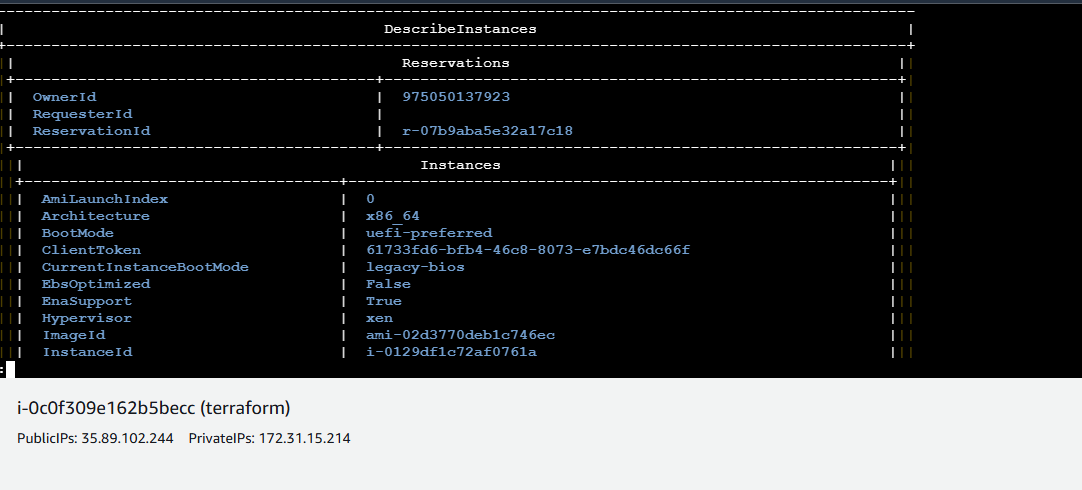 DescribeInstances
Reservations
OwnerId | 975050137923
RequesterId |
ReservationId | r-07b9aba5e32a17c18
Instances
AmiLaunchIndex | 0
Architecture | x86_64
BootMode | uefi-preferred
ClientToken | 61733fd6-bfb4-46c8-8073-e7bdc46dc66f
CurrentInstanceBootMode | legacy-bios
EbsOptimized | False
EnaSupport | True
Hypervisor | xen
ImageId | ami-02d3770deb1c746ec
InstanceId | i-0129df1c72af0761a
:
i-0c0f309e162b5becc (terraform)
PublicIPs: 35.89.102.244 PrivateIPs: 172.31.15.214